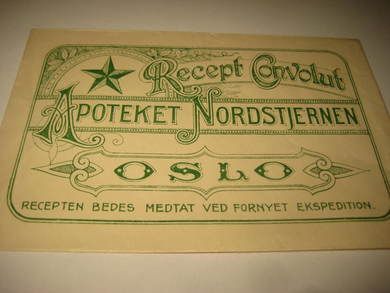 Recept Convolut
APOTEKET NORDSTJERNEN
OSLO
RECEPTEN BEDES MEDTAT VED FORNYET EKSPEDITION.